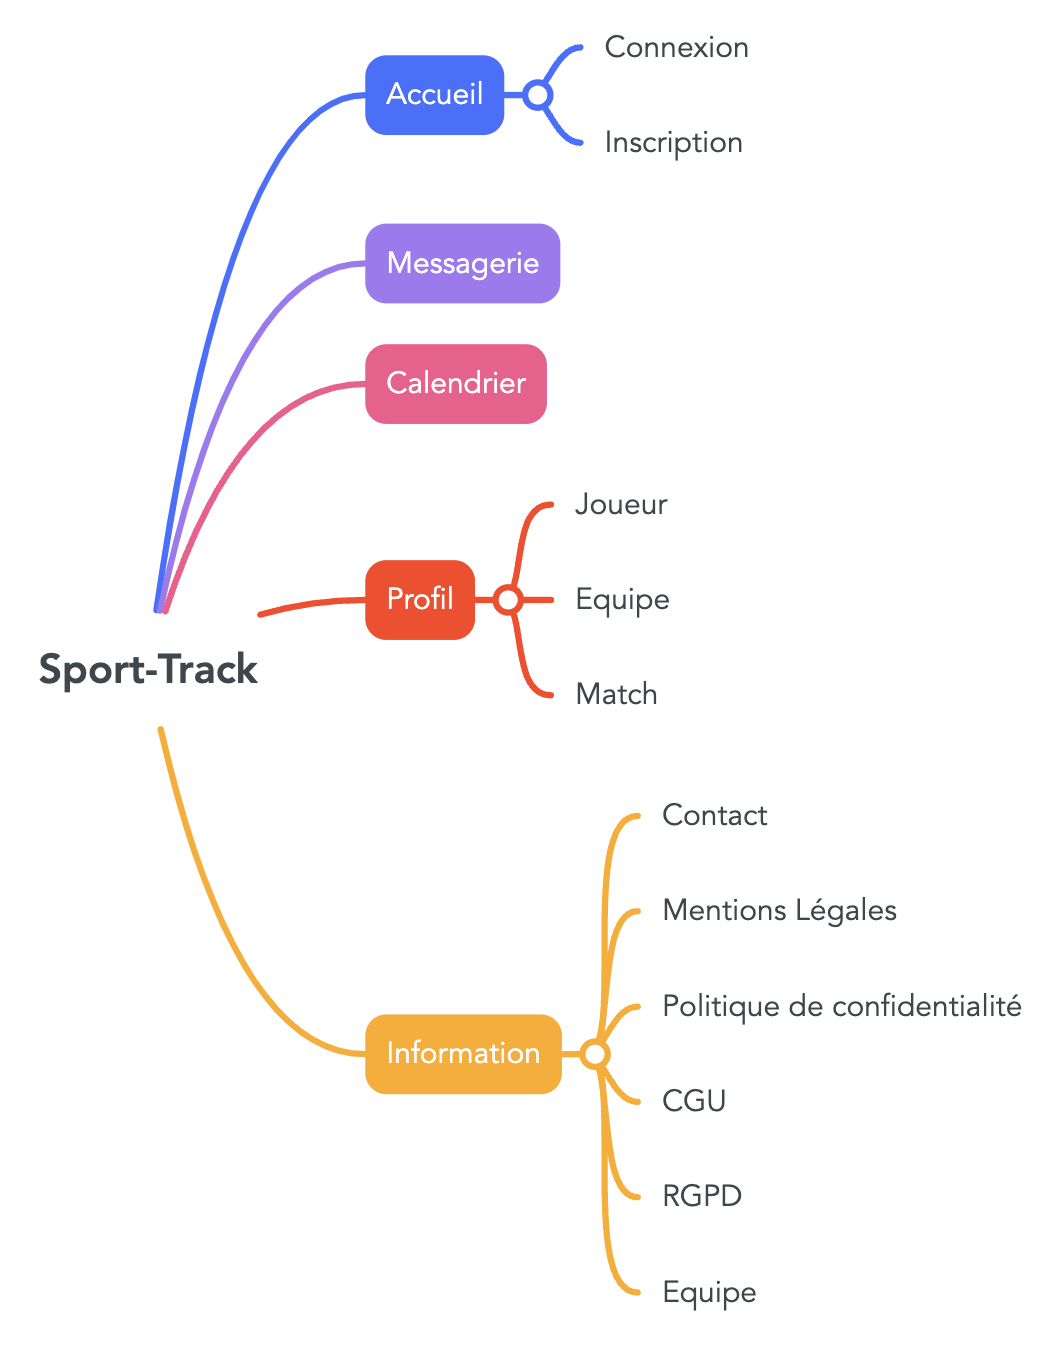 Sport-Track
Accueil
Connexion
Inscription
Messagerie
Calendrier
Profil
Joueur
Equipe
Match
Information
Contact
Mentions Légales
Politique de confidentialité
CGU
RGPD
Equipe